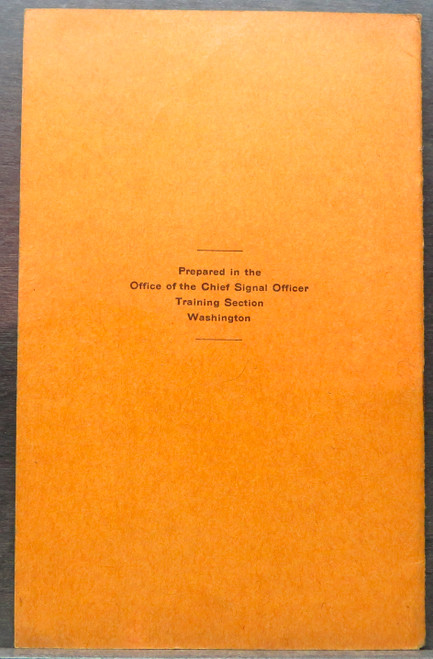 Prepared in the
Office of the Chief Signal Officer
Training Section
Washington